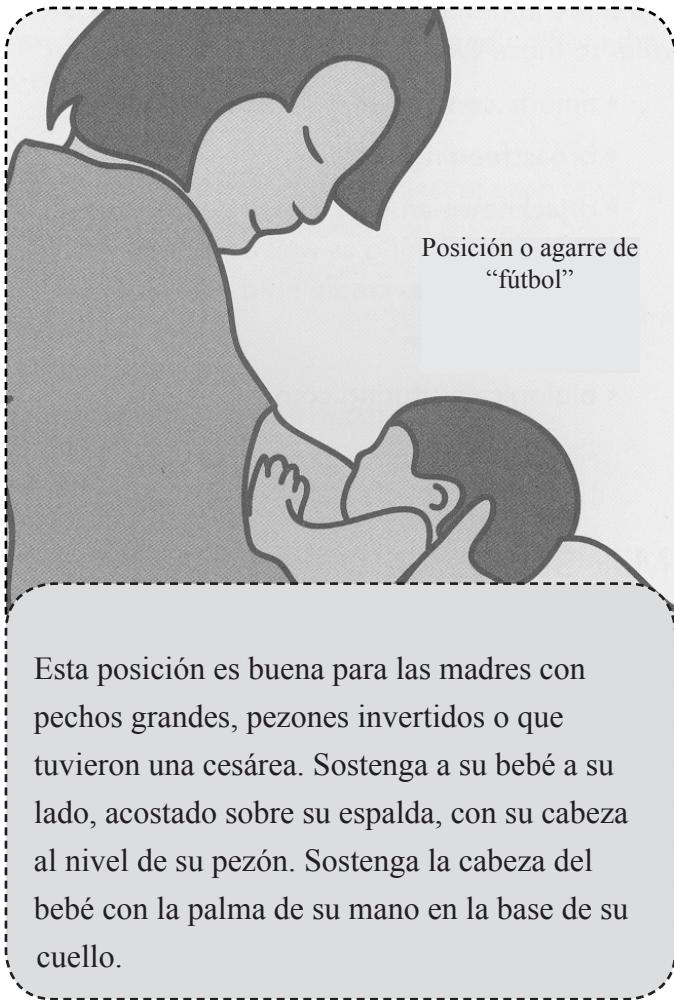 Posición o agarre de
“fútbol”
Esta posición es buena para las madres con
pechos grandes, pezones invertidos o que
tuvieron una cesárea. Sostenga a su bebé a su
lado, acostado sobre su espalda, con su cabeza
al nivel de su pezón. Sostenga la cabeza del
bebé con la palma de su mano en la base de su
cuello.